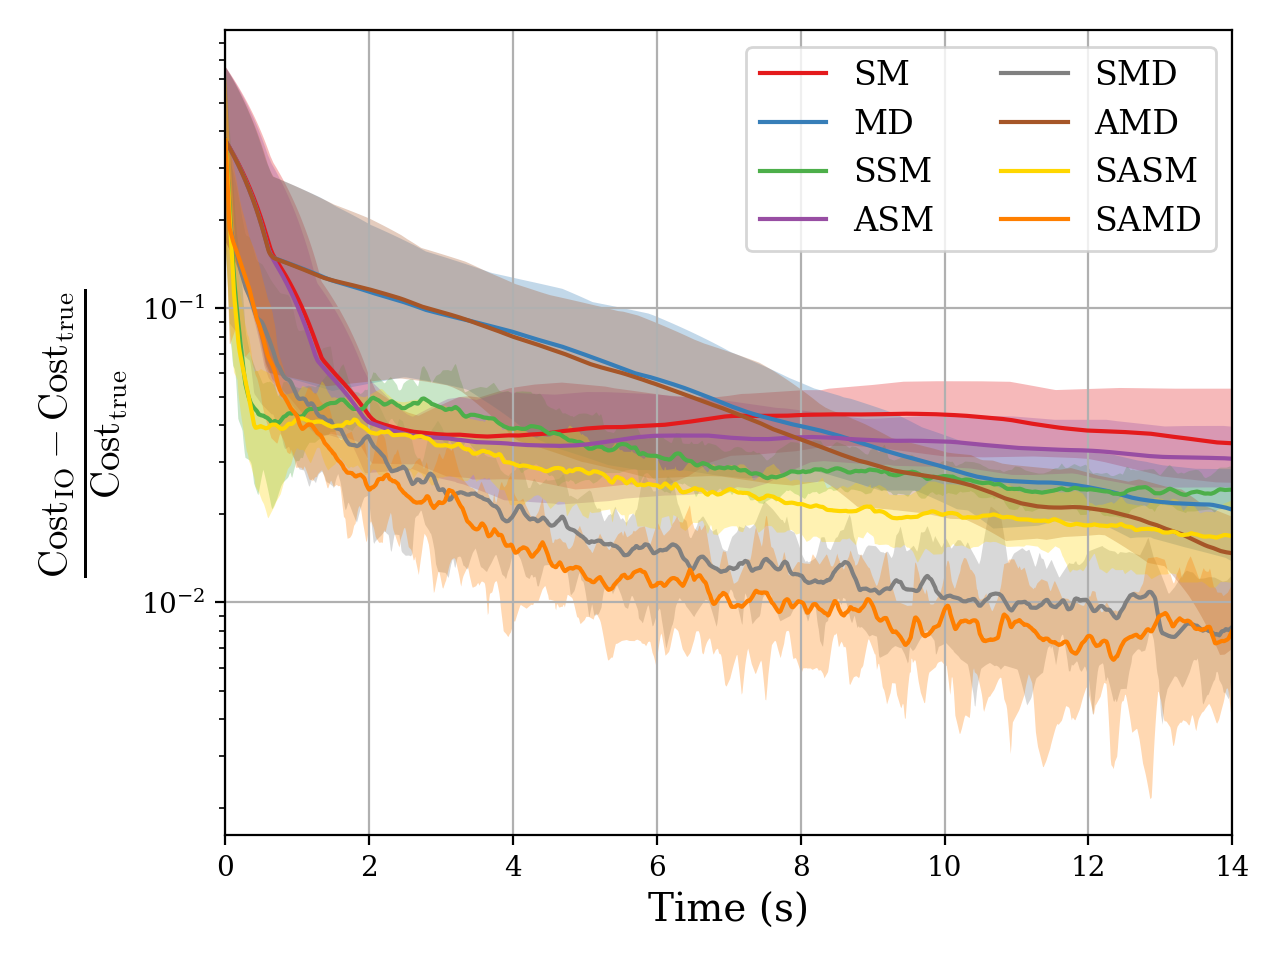 SM
MD
SSM
ASM
SMD
AMD
SASM
SAMD
Cost_IO − Cost_true
Cost_true
10⁻¹
10⁻²
0 2 4 6 8 10 12 14
Time (s)